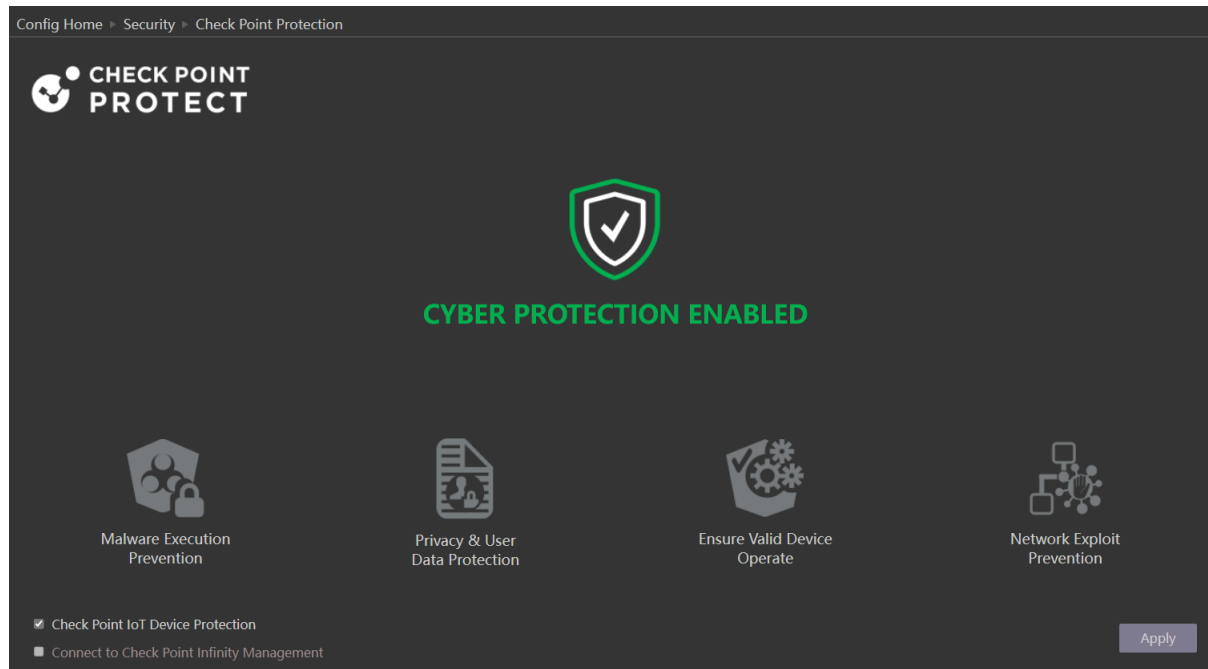 Config Home ▸ Security ▸ Check Point Protection
CHECK POINT
PROTECT
CYBER PROTECTION ENABLED
Malware Execution
Prevention
Privacy & User
Data Protection
Ensure Valid Device
Operate
Network Exploit
Prevention
Check Point IoT Device Protection
Connect to Check Point Infinity Management
Apply